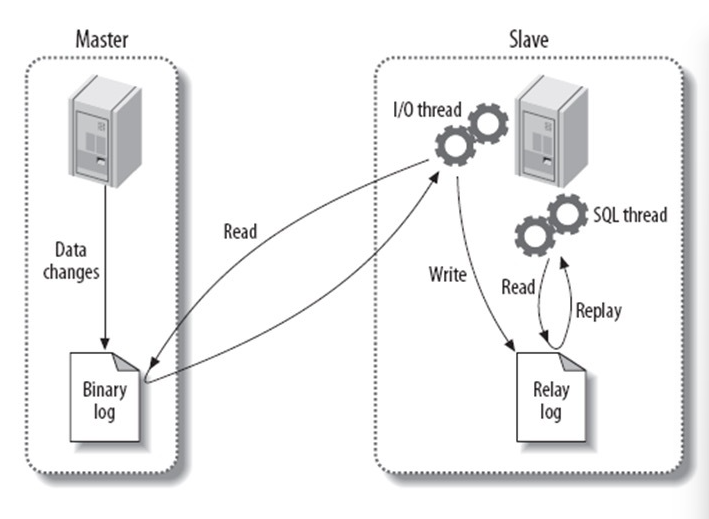 Master
Slave
I/O thread
SQL thread
Data
changes
Read
Write
Read
Replay
Binary
log
Relay
log